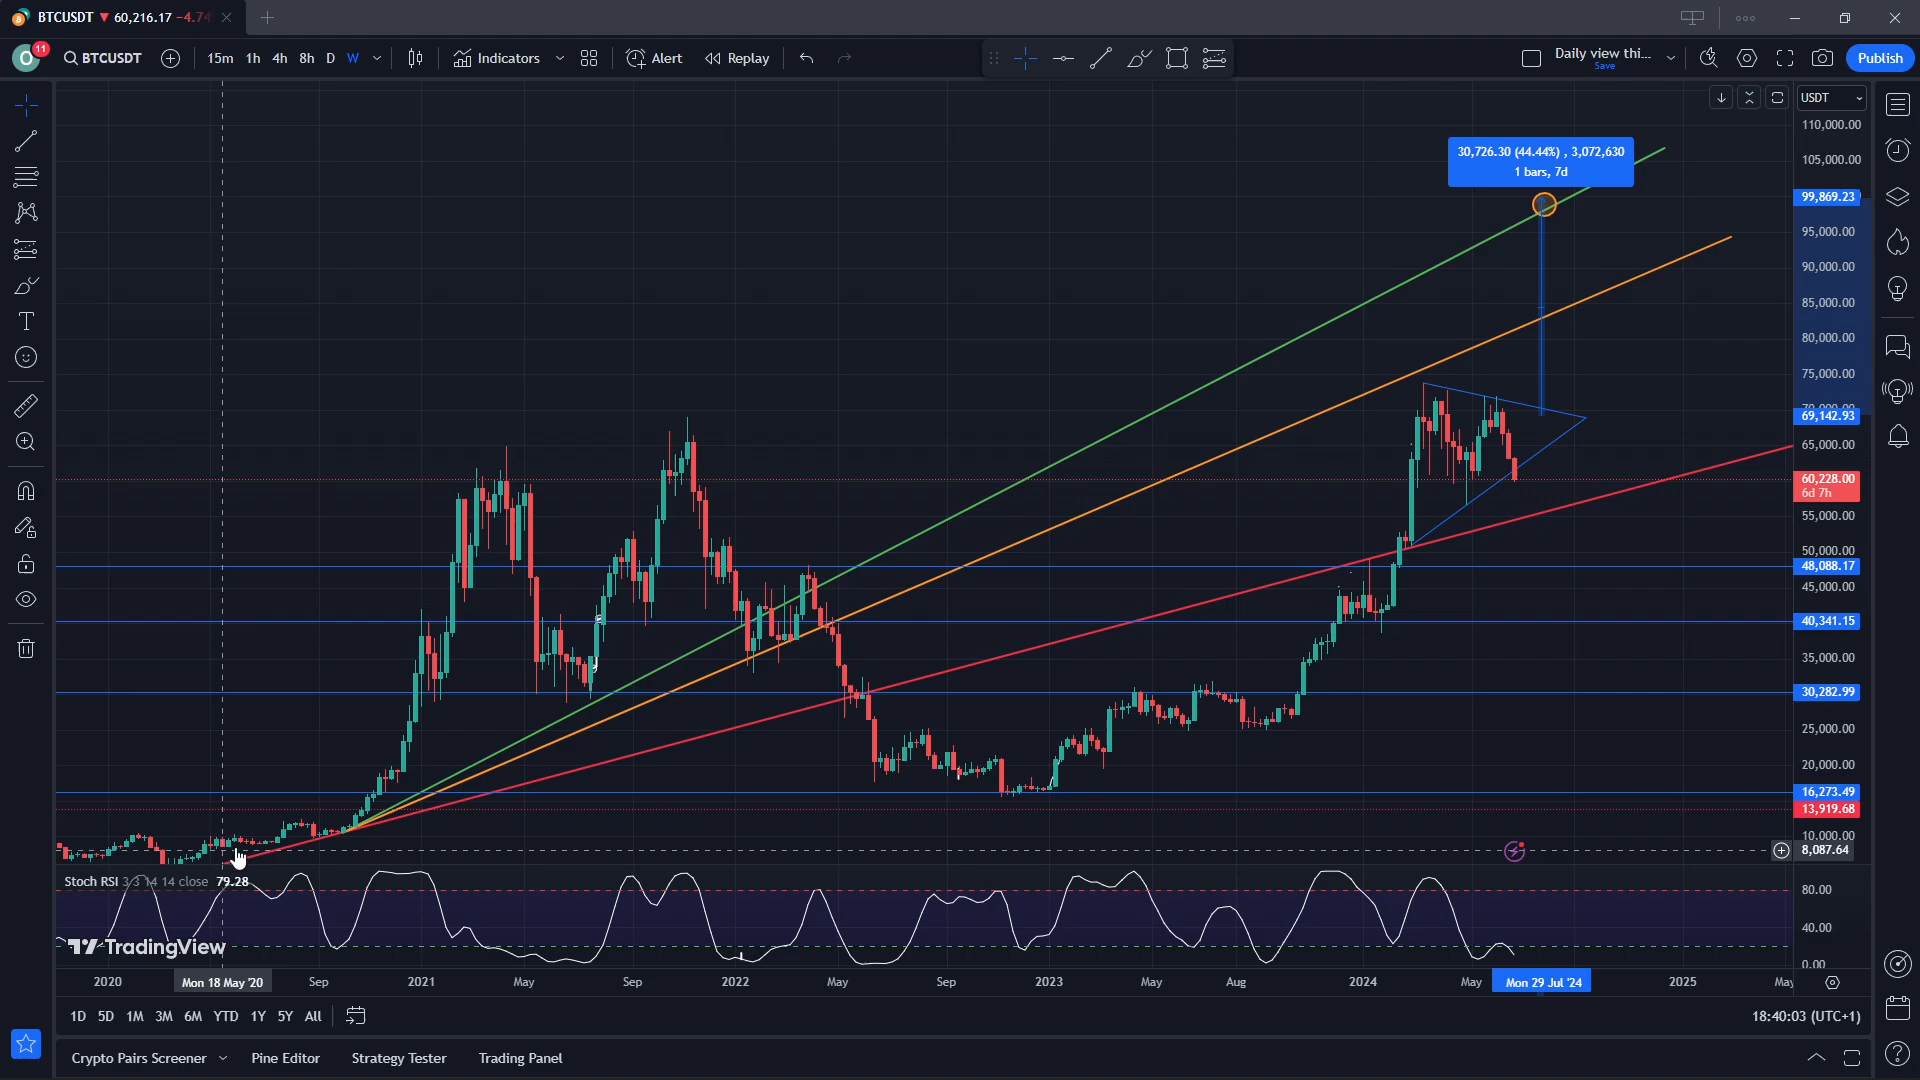 BTCUSDT ▼ 60,216.17 −4.74
O 11 BTCUSDT 15m 1h 4h 8h D W Indicators Alert Replay Daily view thi... Save Publish
USDT
110,000.00
105,000.00
30,726.30 (44.44%) , 3,072,630
1 bars, 7d
99,869.23
95,000.00
90,000.00
85,000.00
80,000.00
75,000.00
70,000.00
69,142.93
65,000.00
60,228.00
6d 7h
55,000.00
50,000.00
48,088.17
45,000.00
40,341.15
35,000.00
30,282.99
25,000.00
20,000.00
16,273.49
13,919.68
10,000.00
8,087.64
Stoch RSI 3 3 14 14 close 79.28
80.00
40.00
TradingView
0.00
2020 Mon 18 May '20 Sep 2021 May Sep 2022 May Sep 2023 May Aug 2024 May Mon 29 Jul '24 2025 May
1D 5D 1M 3M 6M YTD 1Y 5Y All 18:40:03 (UTC+1)
Crypto Pairs Screener Pine Editor Strategy Tester Trading Panel